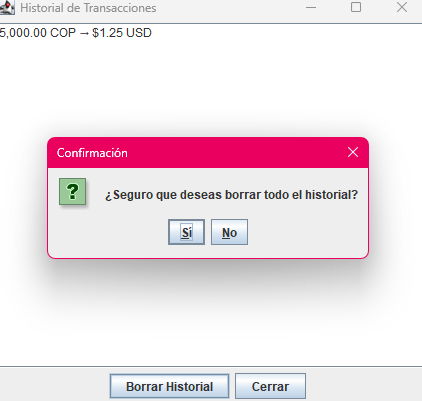 Historial de Transacciones
5,000.00 COP → $1.25 USD
Confirmación
?
¿Seguro que deseas borrar todo el historial?
Sí No
Borrar Historial Cerrar